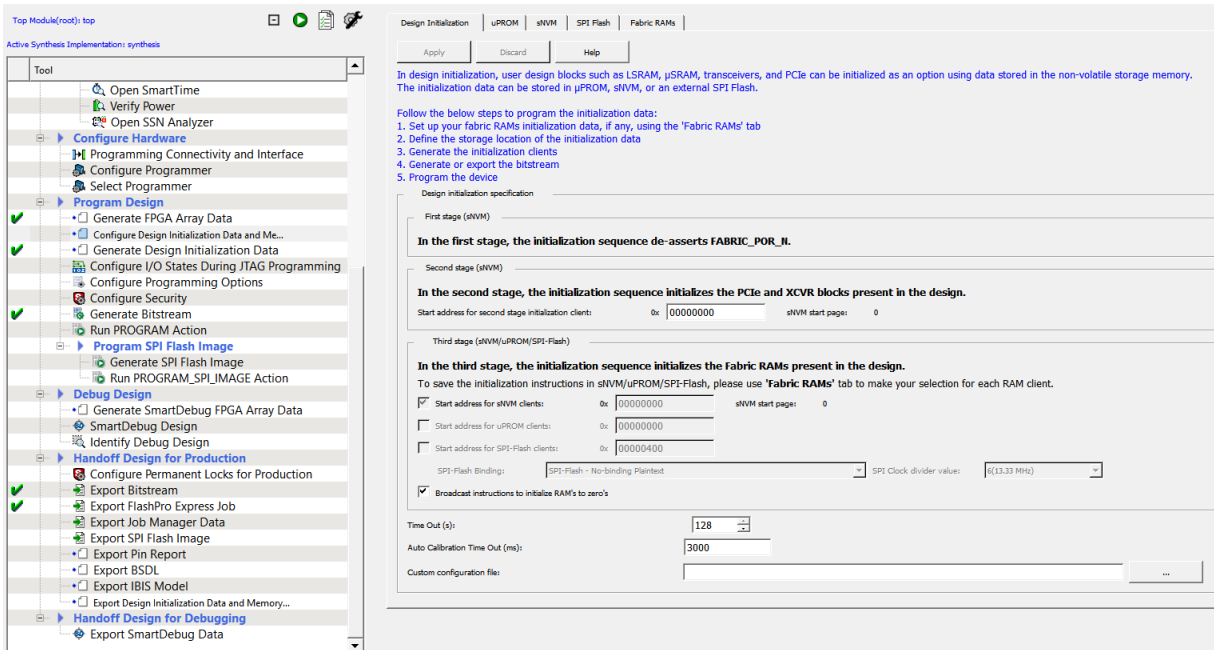 Top Module(root): top
Active Synthesis Implementation: synthesis
Tool
Open SmartTime
Verify Power
Open SSN Analyzer
Configure Hardware
Programming Connectivity and Interface
Configure Programmer
Select Programmer
Program Design
Generate FPGA Array Data
Configure Design Initialization Data and Me...
Generate Design Initialization Data
Configure I/O States During JTAG Programming
Configure Programming Options
Configure Security
Generate Bitstream
Run PROGRAM Action
Program SPI Flash Image
Generate SPI Flash Image
Run PROGRAM_SPI_IMAGE Action
Debug Design
Generate SmartDebug FPGA Array Data
SmartDebug Design
Identify Debug Design
Handoff Design for Production
Configure Permanent Locks for Production
Export Bitstream
Export FlashPro Express Job
Export Job Manager Data
Export SPI Flash Image
Export Pin Report
Export BSDL
Export IBIS Model
Export Design Initialization Data and Memory...
Handoff Design for Debugging
Export SmartDebug Data
Design Initialization uPROM sNVM SPI Flash Fabric RAMs
Apply Discard Help
In design initialization, user design blocks such as LSRAM, µSRAM, transceivers, and PCIe can be initialized as an option using data stored in the non-volatile storage memory.
The initialization data can be stored in µPROM, sNVM, or an external SPI Flash.
Follow the below steps to program the initialization data:
1. Set up your fabric RAMs initialization data, if any, using the 'Fabric RAMs' tab
2. Define the storage location of the initialization data
3. Generate the initialization clients
4. Generate or export the bitstream
5. Program the device
Design initialization specification
First stage (sNVM)
In the first stage, the initialization sequence de-asserts FABRIC_POR_N.
Second stage (sNVM)
In the second stage, the initialization sequence initializes the PCIe and XCVR blocks present in the design.
Start address for second stage initialization client: 0x 00000000 sNVM start page: 0
Third stage (sNVM/uPROM/SPI-Flash)
In the third stage, the initialization sequence initializes the Fabric RAMs present in the design.
To save the initialization instructions in sNVM/uPROM/SPI-Flash, please use 'Fabric RAMs' tab to make your selection for each RAM client.
Start address for sNVM clients: 0x 00000000 sNVM start page: 0
Start address for uPROM clients: 0x 00000000
Start address for SPI-Flash clients: 0x 00000400
SPI-Flash Binding: SPI-Flash - No-binding Plaintext SPI Clock divider value: 6(13.33 MHz)
Broadcast instructions to initialize RAM's to zero's
Time Out (s): 128
Auto Calibration Time Out (ms): 3000
Custom configuration file: ...